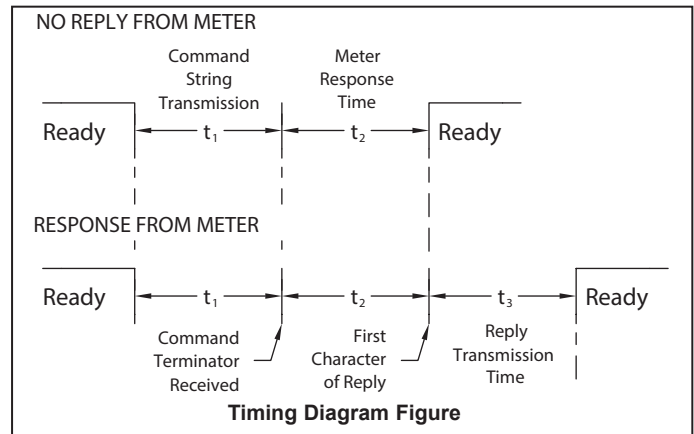 NO REPLY FROM METER
Command
String
Transmission
Meter
Response
Time
Ready
t₁
t₂
Ready
RESPONSE FROM METER
Ready
t₁
t₂
t₃
Ready
Command
Terminator
Received
First
Character
of Reply
Reply
Transmission
Time
Timing Diagram Figure